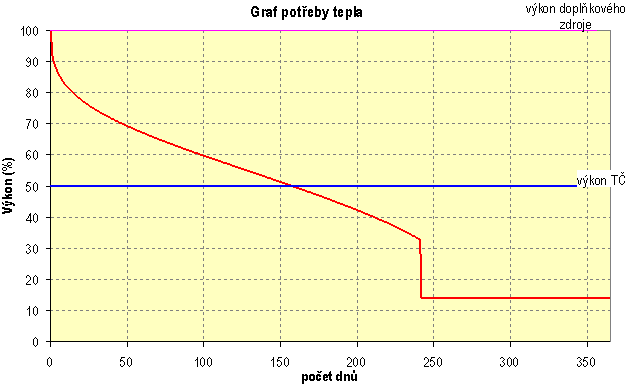 Graf potřeby tepla
výkon doplňkového
zdroje
100
90
80
70
60
50
40
30
20
10
0
Výkon (%)
výkon TČ
0 50 100 150 200 250 300 350
počet dnů